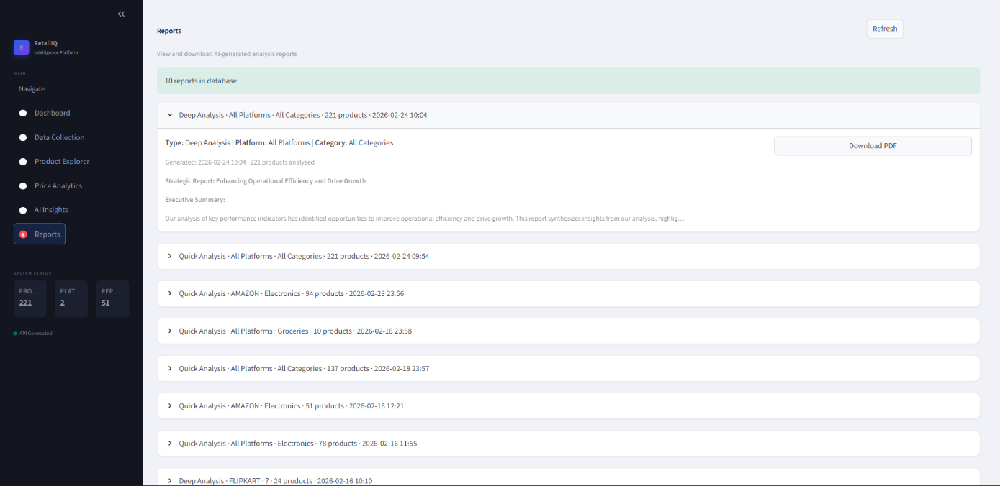 RetailIQ
Intelligence Platform
MAIN
Navigate
Dashboard
Data Collection
Product Explorer
Price Analytics
AI Insights
Reports
SYSTEM STATUS
PRO... PLAT... REP...
221 2 51
API Connected
Reports
Refresh
View and download AI-generated analysis reports
10 reports in database
Deep Analysis · All Platforms · All Categories · 221 products · 2026-02-24 10:04
Type: Deep Analysis | Platform: All Platforms | Category: All Categories
Download PDF
Generated: 2026-02-24 10:04 · 221 products analysed
Strategic Report: Enhancing Operational Efficiency and Drive Growth
Executive Summary:
Our analysis of key performance indicators has identified opportunities to improve operational efficiency and drive growth. This report synthesizes insights from our analysis, highlig...
Quick Analysis · All Platforms · All Categories · 221 products · 2026-02-24 09:54
Quick Analysis · AMAZON · Electronics · 94 products · 2026-02-23 23:56
Quick Analysis · All Platforms · Groceries · 10 products · 2026-02-18 23:58
Quick Analysis · All Platforms · All Categories · 137 products · 2026-02-18 23:57
Quick Analysis · AMAZON · Electronics · 51 products · 2026-02-16 12:21
Quick Analysis · All Platforms · Electronics · 78 products · 2026-02-16 11:55
Deep Analysis · FLIPKART · ? · 24 products · 2026-02-16 10:10